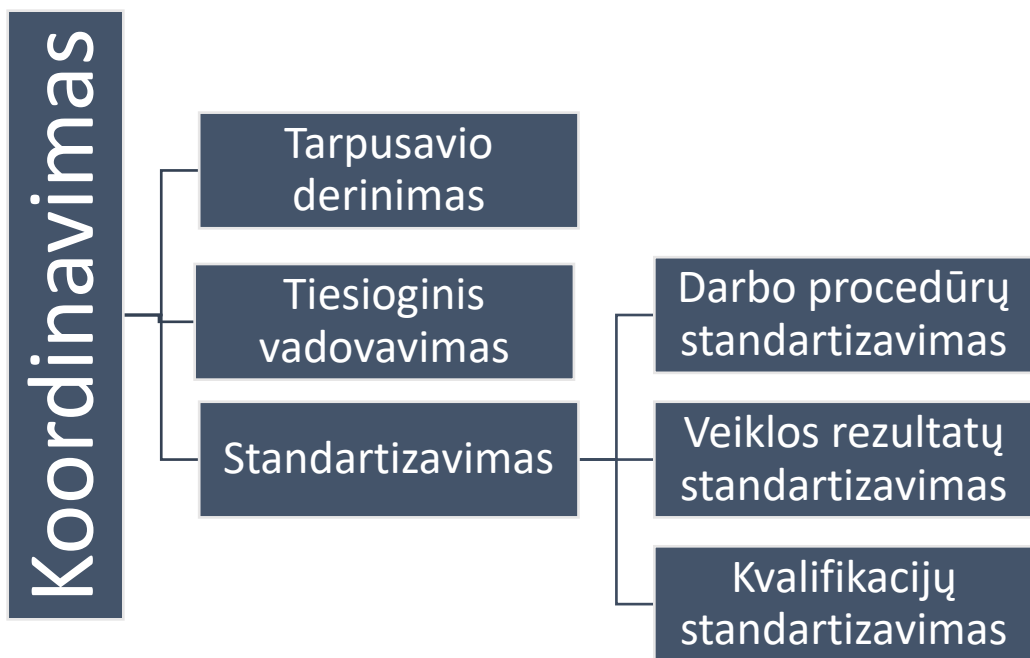 Koordinavimas
Tarpusavio
derinimas
Tiesioginis
vadovavimas
Standartizavimas
Darbo procedūrų
standartizavimas
Veiklos rezultatų
standartizavimas
Kvalifikacijų
standartizavimas